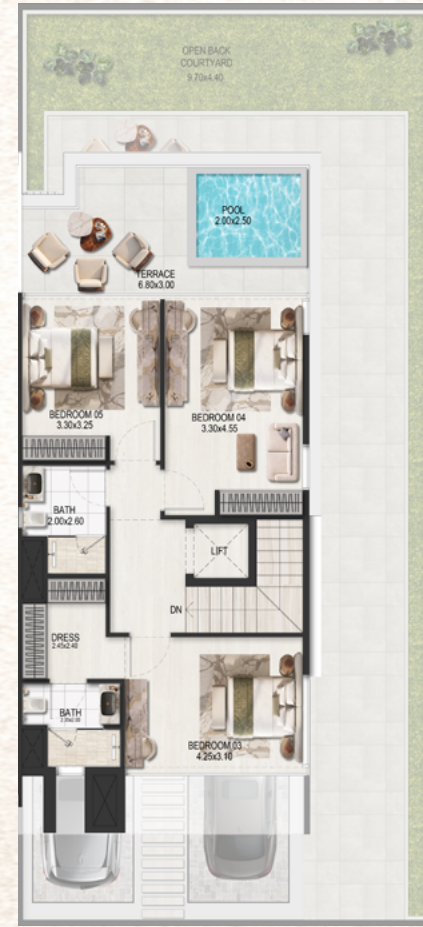 OPEN BACK
COURTYARD
9.70x4.40
POOL
2.00x2.50
TERRACE
6.80x3.00
BEDROOM 05
3.30x3.25
BEDROOM 04
3.30x4.55
BATH
2.00x2.60
LIFT
DN
DRESS
2.45x2.40
BATH
BEDROOM 03
4.25x3.10